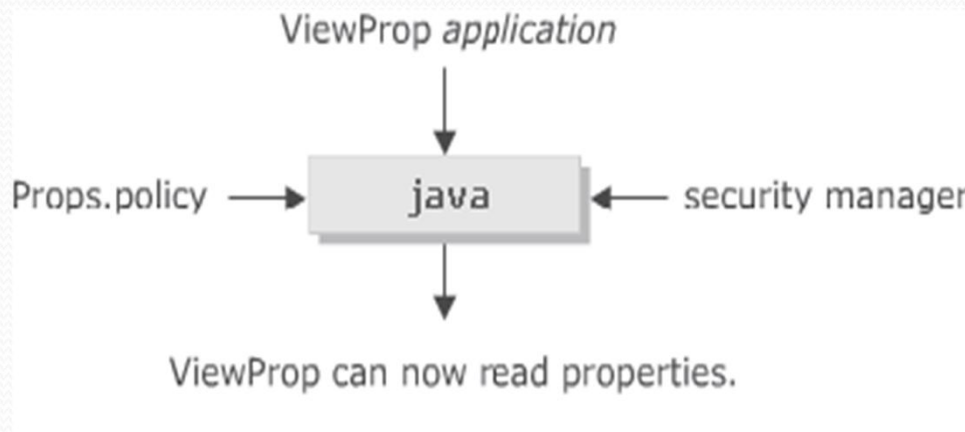 ViewProp application
Props.policy
java
security manager
ViewProp can now read properties.